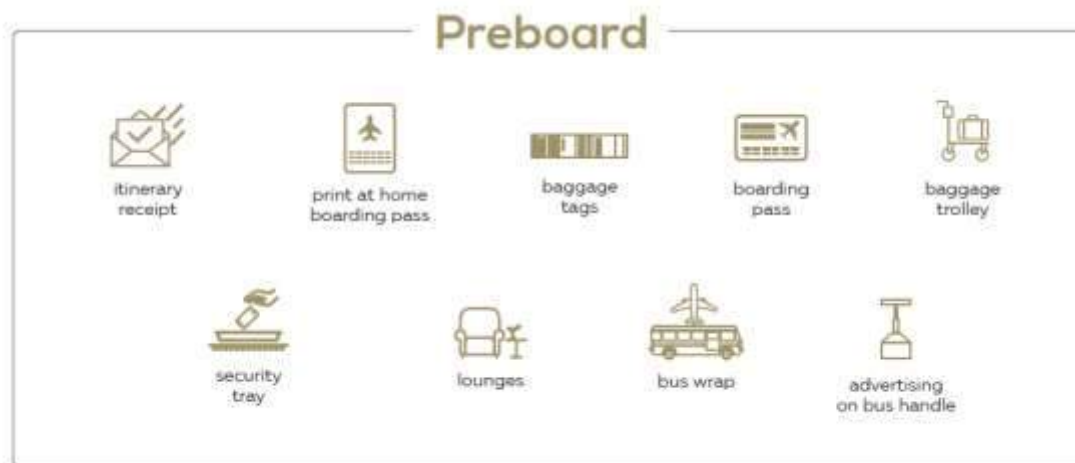 Preboard
itinerary
receipt
print at home
boarding pass
baggage
tags
boarding
pass
baggage
trolley
security
tray
lounges
bus wrap
advertising
on bus handle